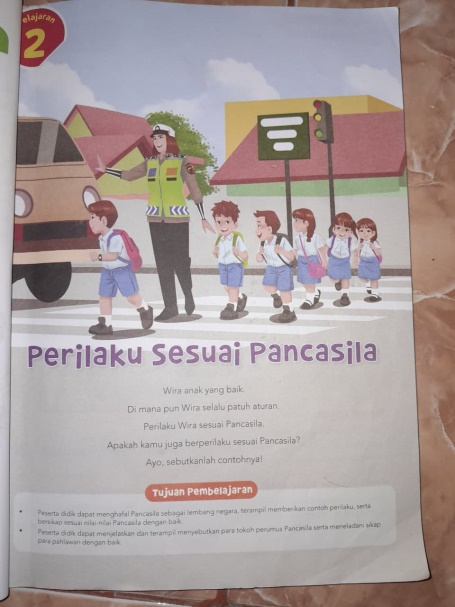 elajaran
2
Perilaku Sesuai Pancasila
Wira anak yang baik.
Di mana pun Wira selalu patuh aturan.
Perilaku Wira sesuai Pancasila.
Apakah kamu juga berperilaku sesuai Pancasila?
Ayo, sebutkanlah contohnya!
Tujuan Pembelajaran
• Peserta didik dapat menghafal Pancasila sebagai lambang negara, terampil memberikan contoh perilaku, serta
bersikap sesuai nilai-nilai Pancasila dengan baik.
• Peserta didik dapat menjelaskan dan terampil menyebutkan para tokoh perumus Pancasila serta meneladani sikap
para pahlawan dengan baik.